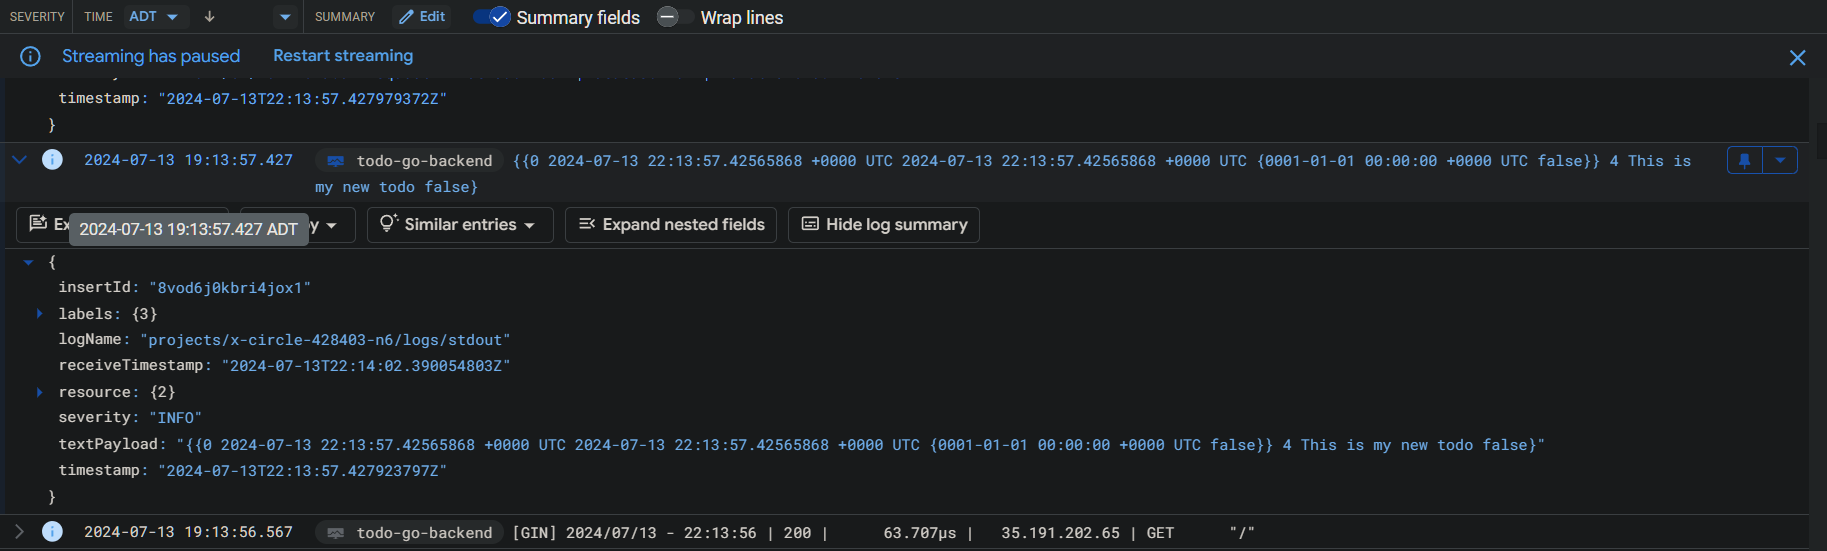 SEVERITY TIME ADT SUMMARY Edit Summary fields Wrap lines
Streaming has paused Restart streaming
timestamp: "2024-07-13T22:13:57.427979372Z"
}
2024-07-13 19:13:57.427 todo-go-backend {{0 2024-07-13 22:13:57.42565868 +0000 UTC 2024-07-13 22:13:57.42565868 +0000 UTC {0001-01-01 00:00:00 +0000 UTC false}} 4 This is
my new todo false}
Ex 2024-07-13 19:13:57.427 ADT y Similar entries Expand nested fields Hide log summary
{
insertId: "8vod6j0kbri4jox1"
labels: {3}
logName: "projects/x-circle-428403-n6/logs/stdout"
receiveTimestamp: "2024-07-13T22:14:02.390054803Z"
resource: {2}
severity: "INFO"
textPayload: "{{0 2024-07-13 22:13:57.42565868 +0000 UTC 2024-07-13 22:13:57.42565868 +0000 UTC {0001-01-01 00:00:00 +0000 UTC false}} 4 This is my new todo false}"
timestamp: "2024-07-13T22:13:57.427923797Z"
}
2024-07-13 19:13:56.567 todo-go-backend [GIN] 2024/07/13 - 22:13:56 | 200 | 63.707µs | 35.191.202.65 | GET "/"